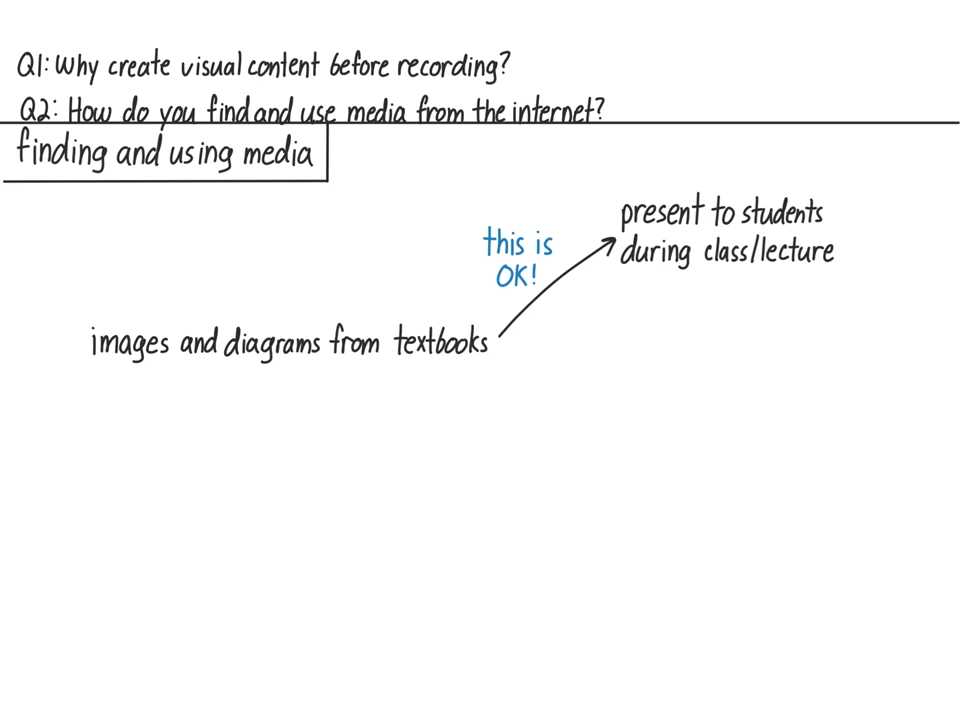 Q1: Why create visual content before recording?
Q2: How do you find and use media from the internet?
finding and using media
present to students
during class/lecture
this is
OK!
images and diagrams from textbooks